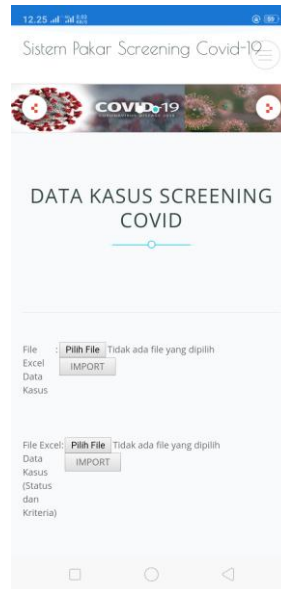 12.25
Sistem Pakar Screening Covid-19
COVID-19
DATA KASUS SCREENING
COVID
File : Pilih File Tidak ada file yang dipilih
Excel IMPORT
Data
Kasus
File Excel: Pilih File Tidak ada file yang dipilih
Data IMPORT
Kasus
(Status
dan
Kriteria)